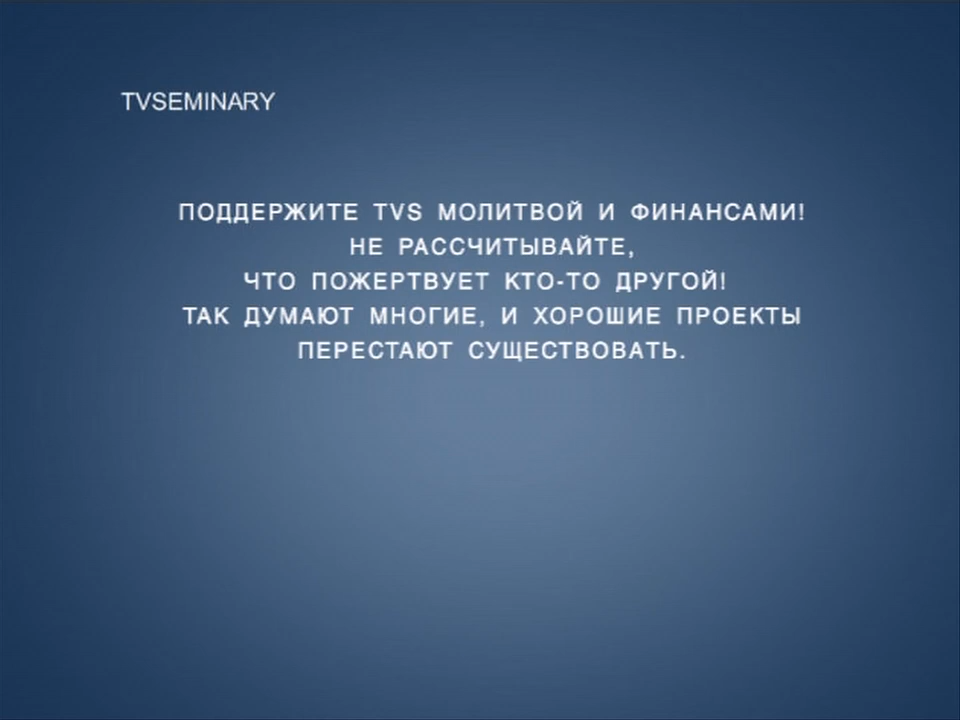 TVSEMINARY
ПОДДЕРЖИТЕ TVS МОЛИТВОЙ И ФИНАНСАМИ!
НЕ РАССЧИТЫВАЙТЕ,
ЧТО ПОЖЕРТВУЕТ КТО-ТО ДРУГОЙ!
ТАК ДУМАЮТ МНОГИЕ, И ХОРОШИЕ ПРОЕКТЫ
ПЕРЕСТАЮТ СУЩЕСТВОВАТЬ.